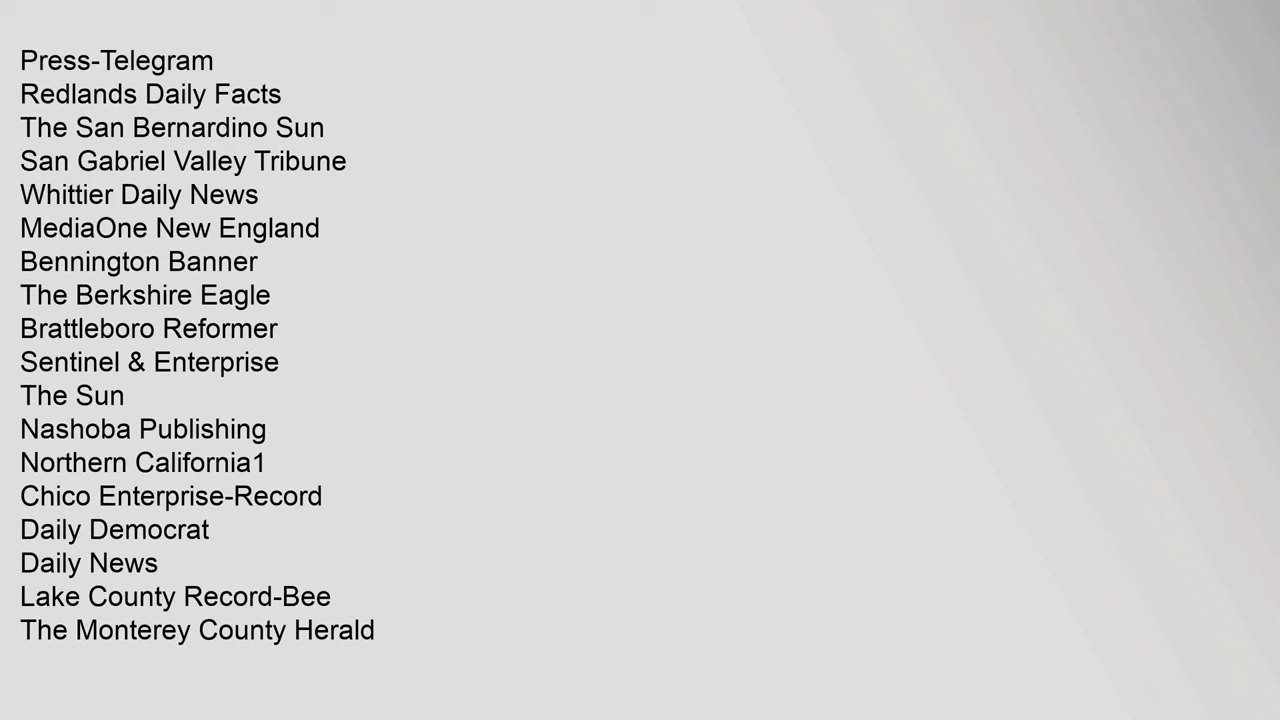 Press-Telegram
Redlands Daily Facts
The San Bernardino Sun
San Gabriel Valley Tribune
Whittier Daily News
MediaOne New England
Bennington Banner
The Berkshire Eagle
Brattleboro Reformer
Sentinel & Enterprise
The Sun
Nashoba Publishing
Northern California1
Chico Enterprise-Record
Daily Democrat
Daily News
Lake County Record-Bee
The Monterey County Herald